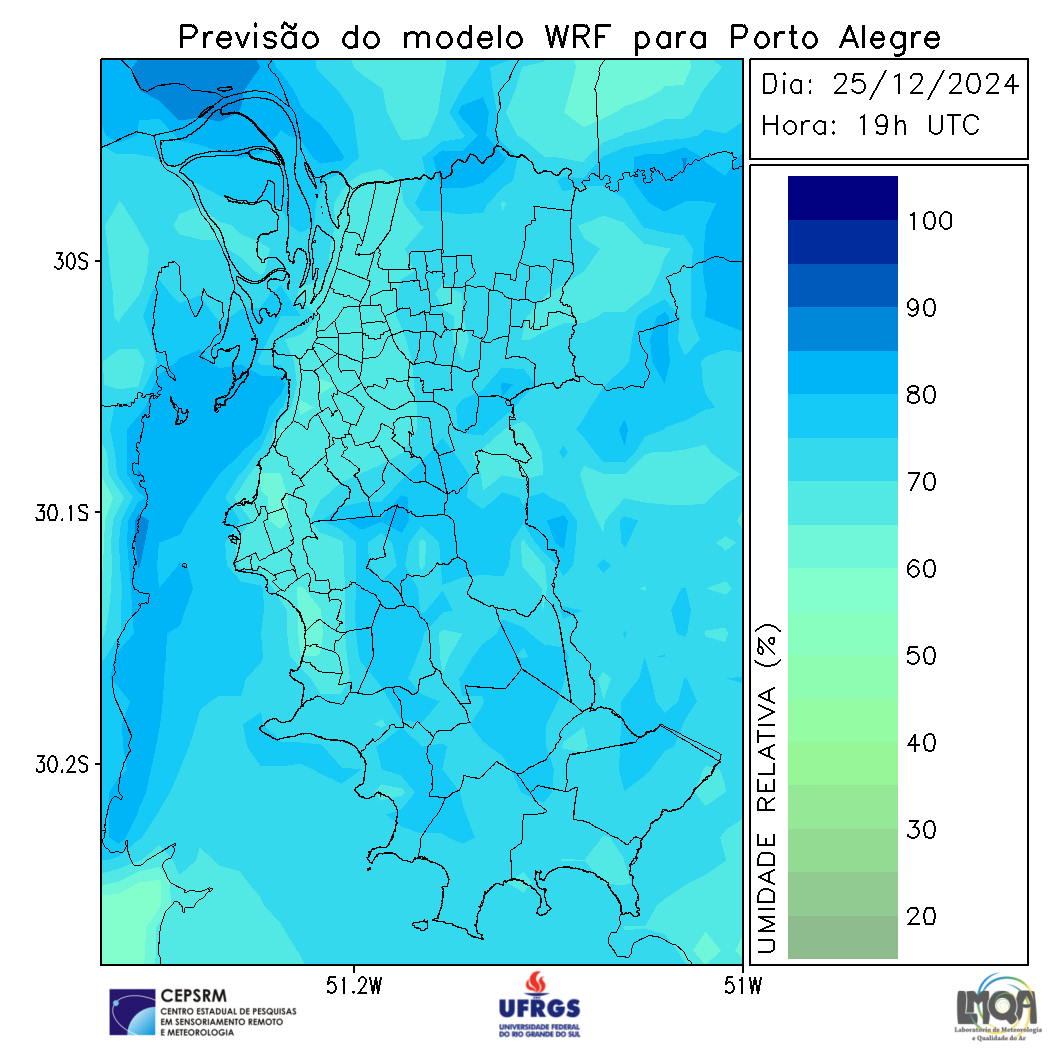 Previsão do modelo WRF para Porto Alegre
Dia: 25/12/2024
Hora: 19h UTC
100
90
80
70
60
50
40
30
20
UMIDADE RELATIVA (%)
30S
30.1S
30.2S
51.2W
51W
CEPSRM
CENTRO ESTADUAL DE PESQUISAS
EM SENSORIAMENTO REMOTO
E METEOROLOGIA
UFRGS
UNIVERSIDADE FEDERAL
DO RIO GRANDE DO SUL
LMQA
Laboratório de Meteorologia
e Qualidade do Ar